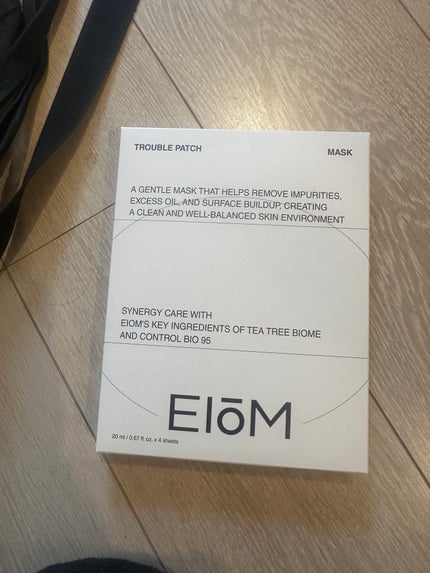 TROUBLE PATCH
MASK
A GENTLE MASK THAT HELPS REMOVE IMPURITIES,
EXCESS OIL, AND SURFACE BUILDUP, CREATING
A CLEAN AND WELL-BALANCED SKIN ENVIRONMENT
SYNERGY CARE WITH
EIOM'S KEY INGREDIENTS OF TEA TREE BIOME
AND CONTROL BIO 95
EIōM
20 ml / 0.67 fl. oz. x 4 sheets